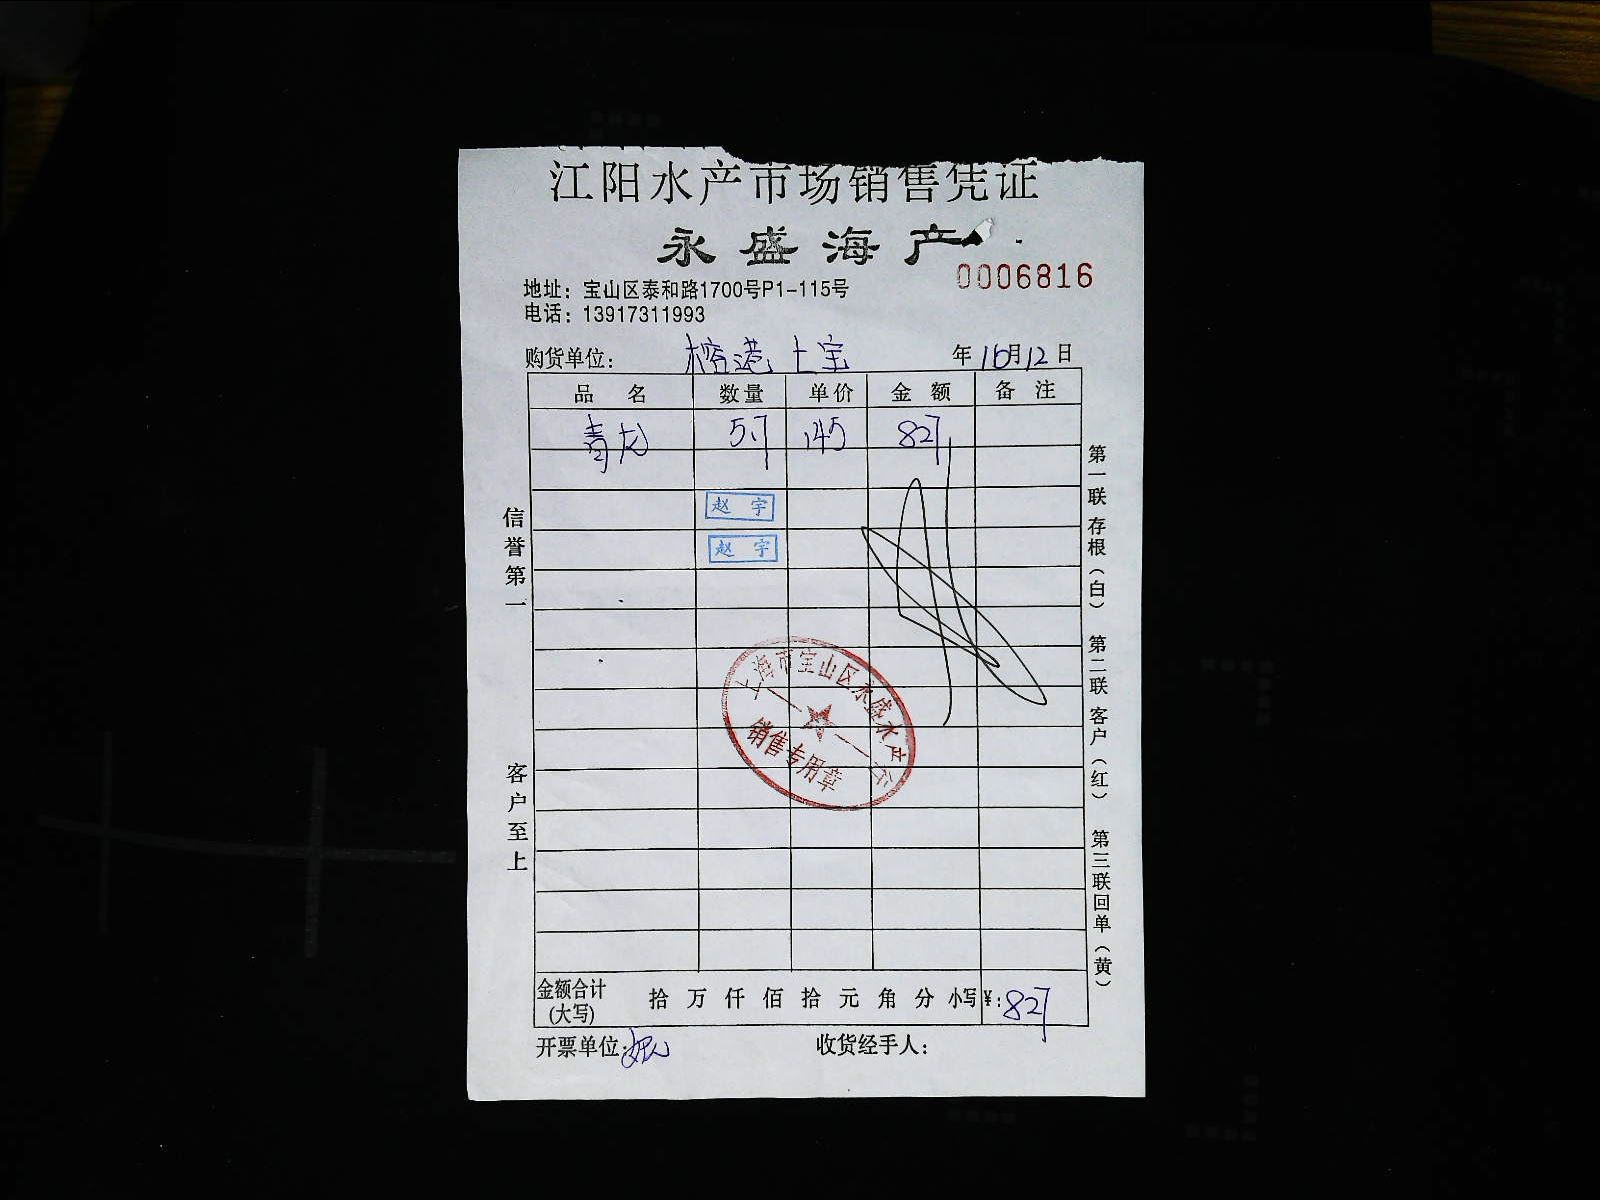 江阳水产市场销售凭证
永盛海产
0006816
地址：宝山区泰和路1700号P1-115号
电话：13917311993
购货单位：榕港上宝 年10月12日
品名 数量 单价 金额 备注
青龙 5.7 145 827
赵宇
赵宇
上海市宝山区永盛水产
销售专用章
信誉第一
客户至上
第一联存根（白） 第二联客户（红） 第三联回单（黄）
金额合计(大写) 拾万仟佰拾元角分 小写¥：827
开票单位：
收货经手人：